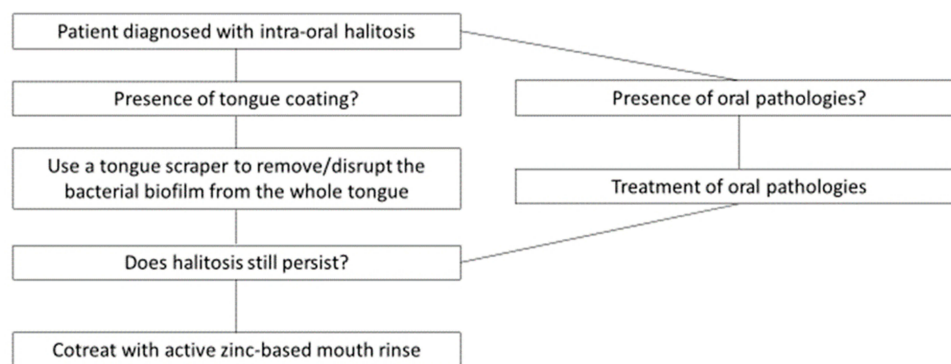 Patient diagnosed with intra-oral halitosis
Presence of tongue coating?
Presence of oral pathologies?
Use a tongue scraper to remove/disrupt the
bacterial biofilm from the whole tongue
Treatment of oral pathologies
Does halitosis still persist?
Cotreat with active zinc-based mouth rinse